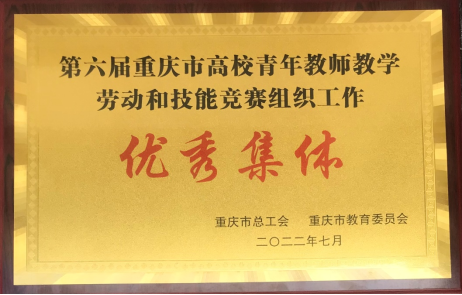 第六届重庆市高校青年教师教学
劳动和技能竞赛组织工作
优秀集体
重庆市总工会 重庆市教育委员会
二〇二二年七月